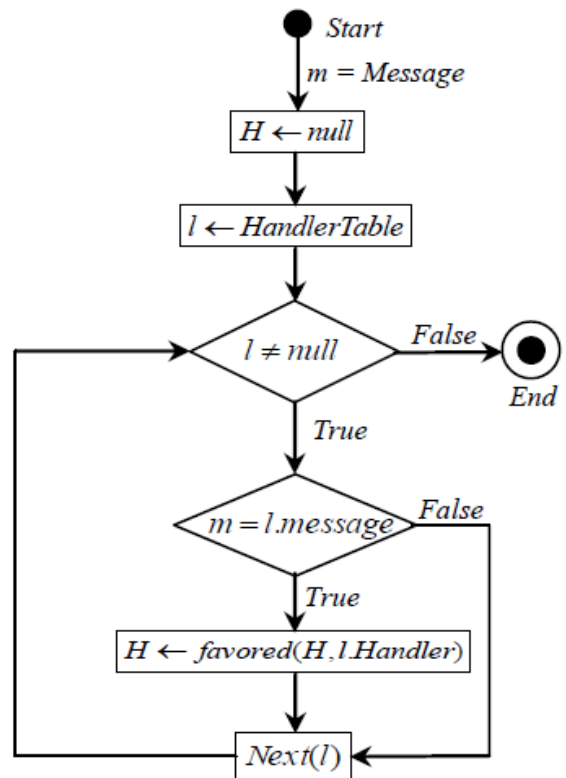 Start
m = Message
H ← null
l ← HandlerTable
l ≠ null
False
End
True
m = l.message
False
True
H ← favored(H,l.Handler)
Next(l)